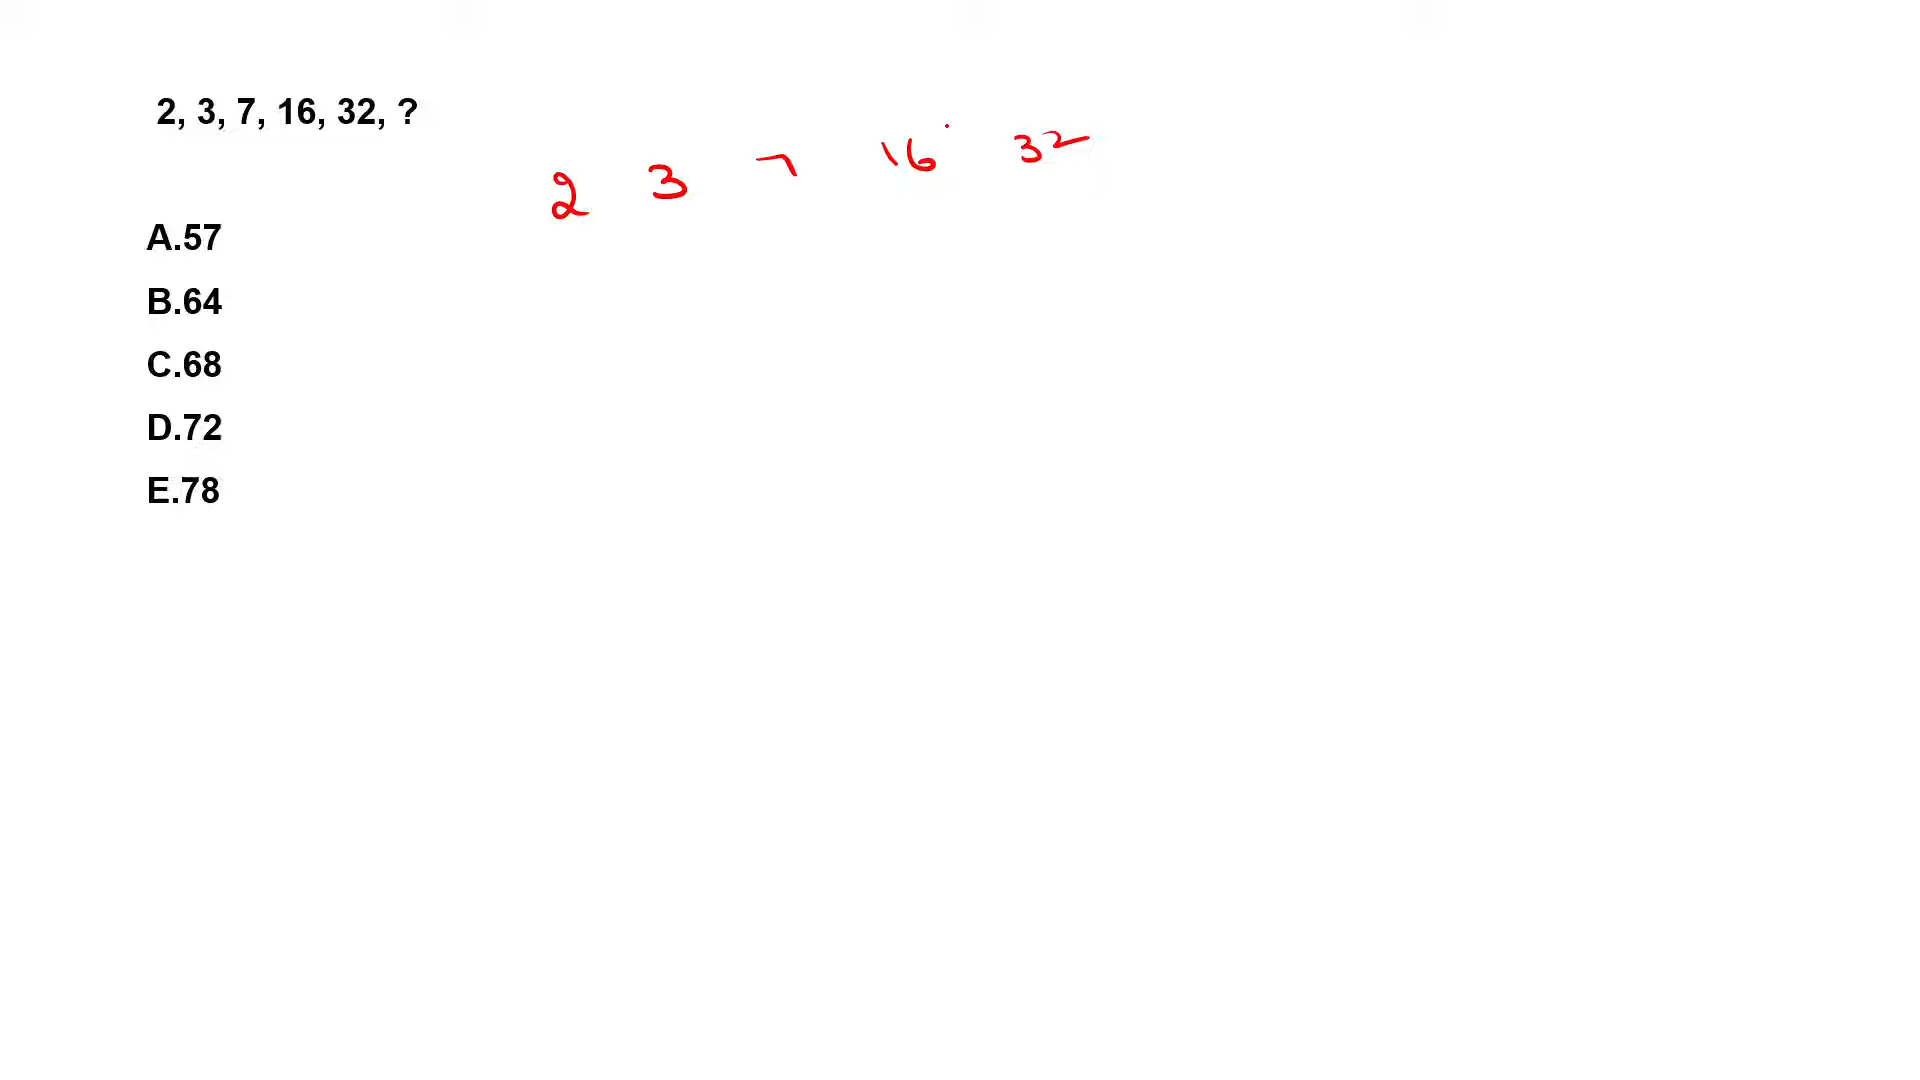 2, 3, 7, 16, 32, ?
2 3 7 16 32
A.57
B.64
C.68
D.72
E.78